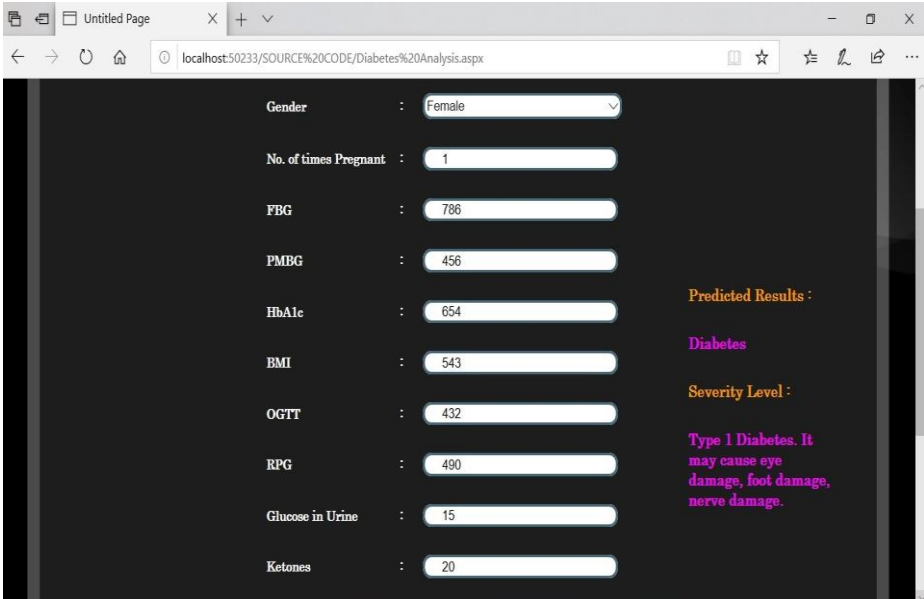 Untitled Page
localhost:50233/SOURCE%20CODE/Diabetes%20Analysis.aspx
Gender : Female
No. of times Pregnant : 1
FBG : 786
PMBG : 456
HbA1c : 654
BMI : 543
OGTT : 432
RPG : 490
Glucose in Urine : 15
Ketones : 20
Predicted Results :
Diabetes
Severity Level :
Type 1 Diabetes. It
may cause eye
damage, foot damage,
nerve damage.